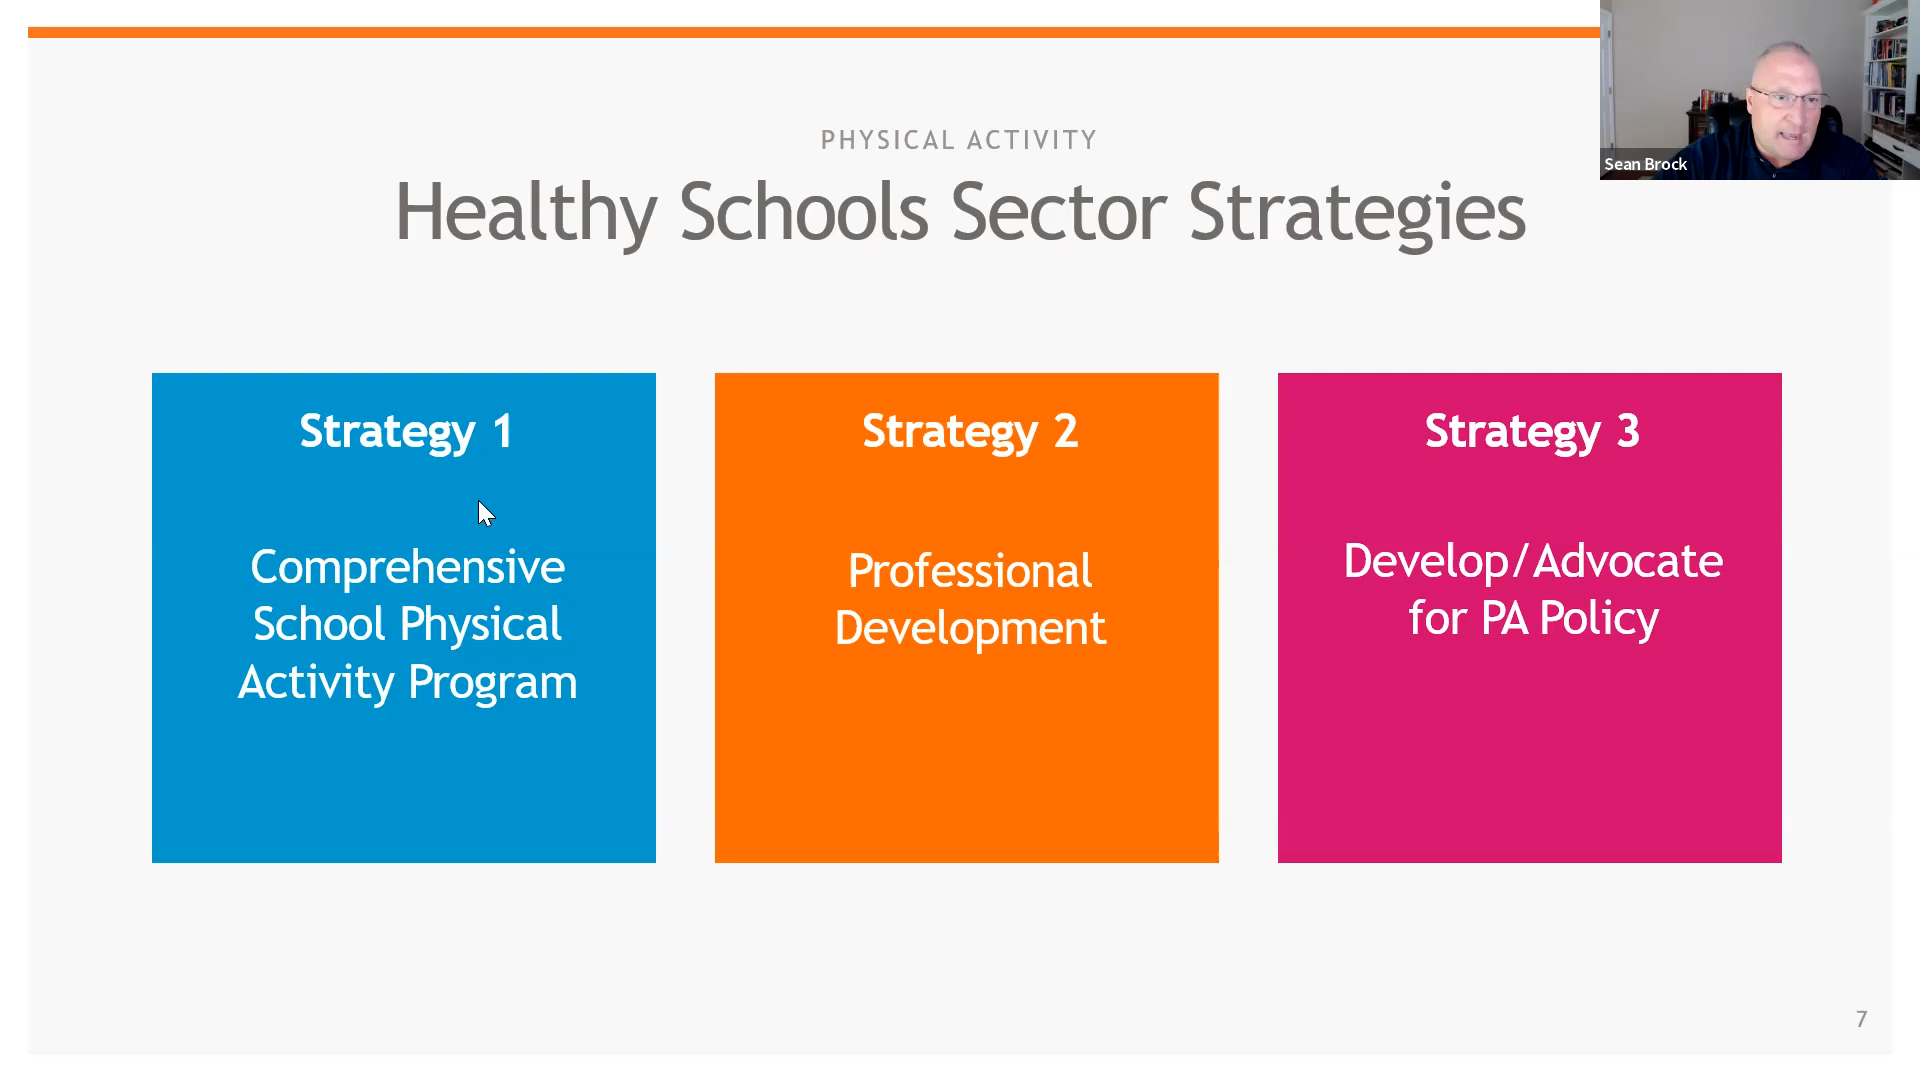 PHYSICAL ACTIVITY
Healthy Schools Sector Strategies
Sean Brock
Strategy 1
Comprehensive
School Physical
Activity Program
Strategy 2
Professional
Development
Strategy 3
Develop/Advocate
for PA Policy
7